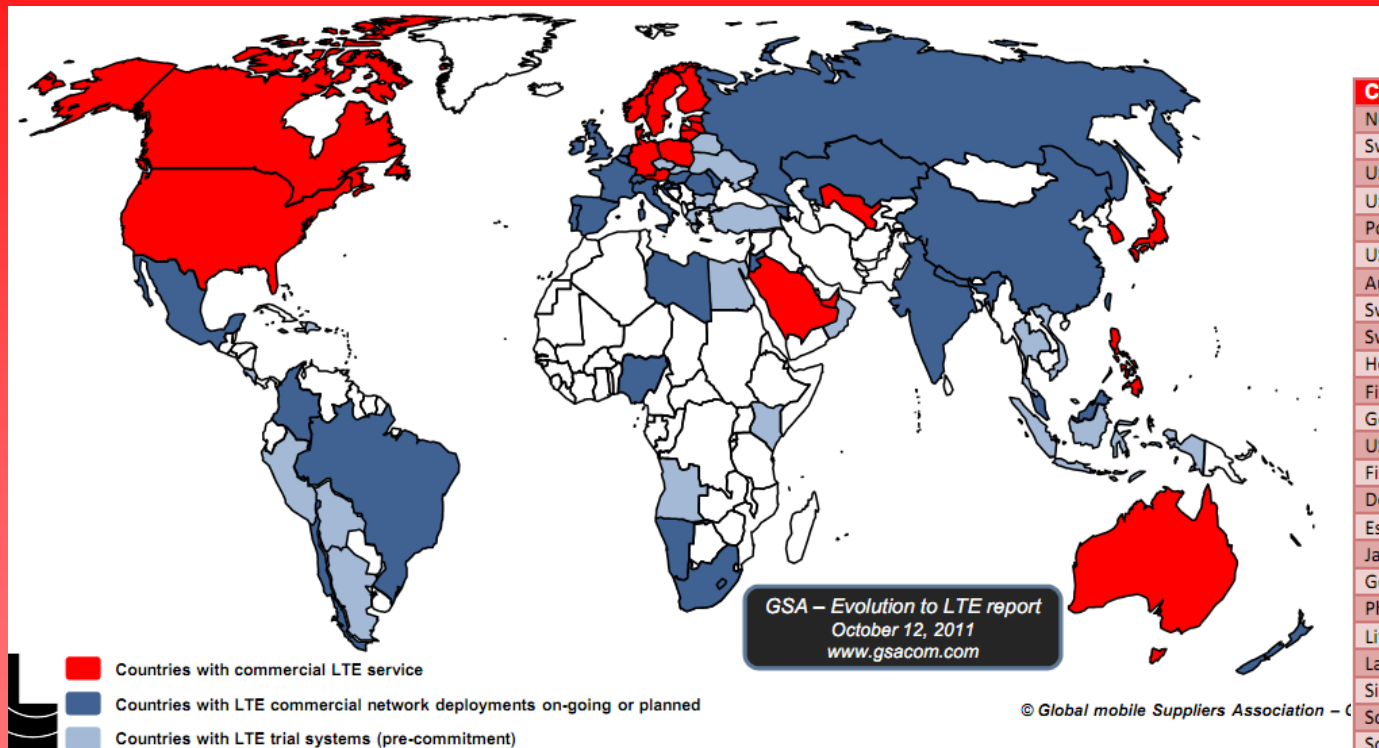 GSA – Evolution to LTE report
October 12, 2011
www.gsacom.com
Countries with commercial LTE service
Countries with LTE commercial network deployments on-going or planned
Countries with LTE trial systems (pre-commitment)
© Global mobile Suppliers Association –